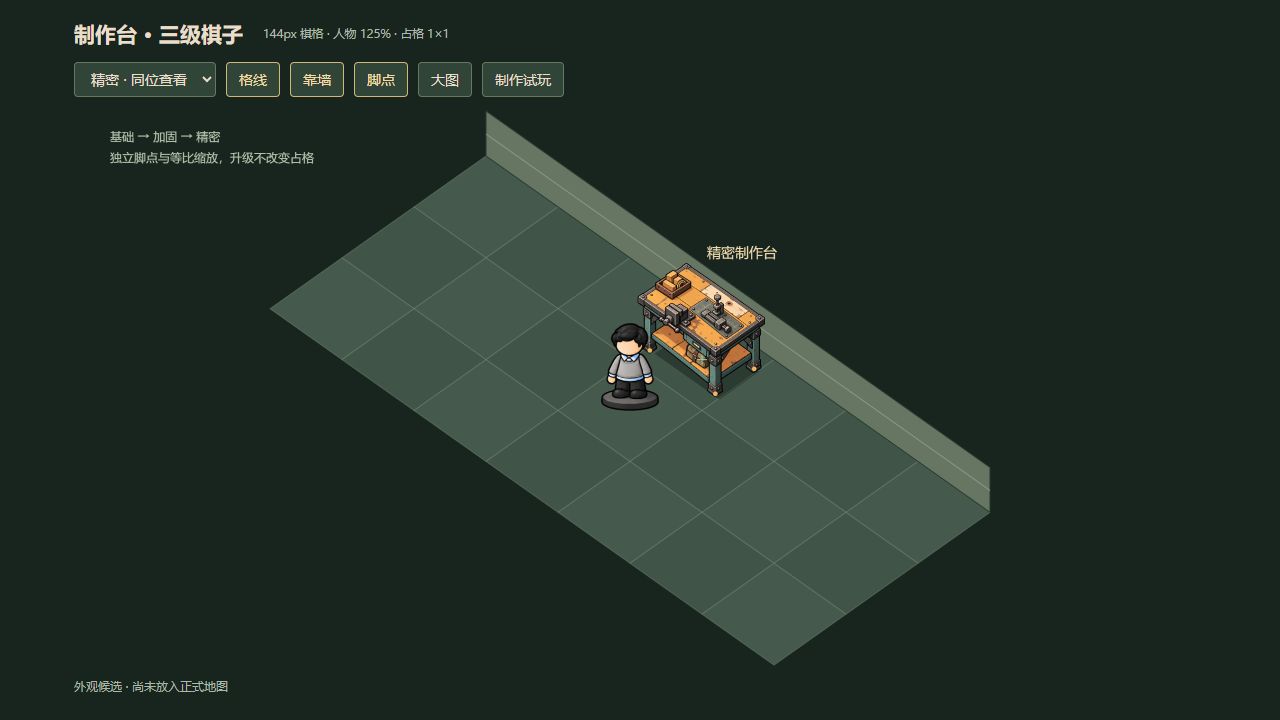 制作台 · 三级棋子
144px 棋格 · 人物 125% · 占格 1×1
精密 · 同位查看
格线
靠墙
脚点
大图
制作试玩
基础 → 加固 → 精密
独立脚点与等比缩放，升级不改变占格
精密制作台
外观候选 · 尚未放入正式地图